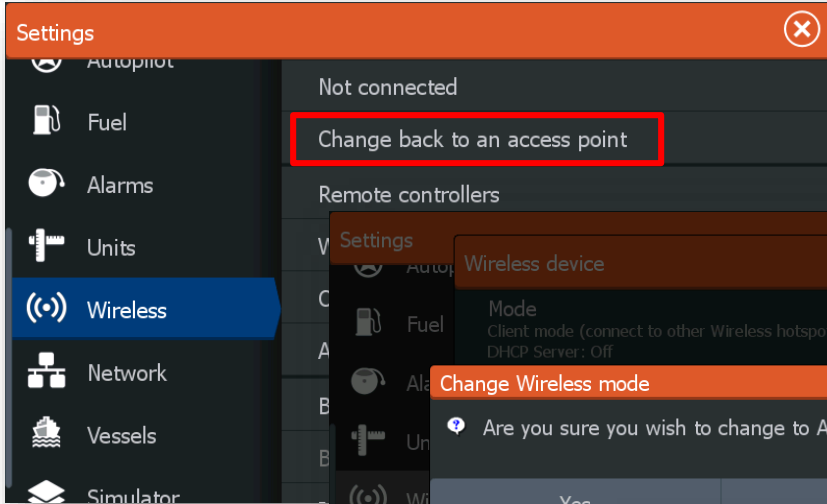 Settings
Autopilot
Not connected
Fuel
Change back to an access point
Alarms
Remote controllers
Units
Settings
Wireless device
Mode
Client mode (connect to other Wireless hotspo
DHCP Server: Off
Wireless
Fuel
Network
Change Wireless mode
Are you sure you wish to change to A
Vessels
Simulator
Yes